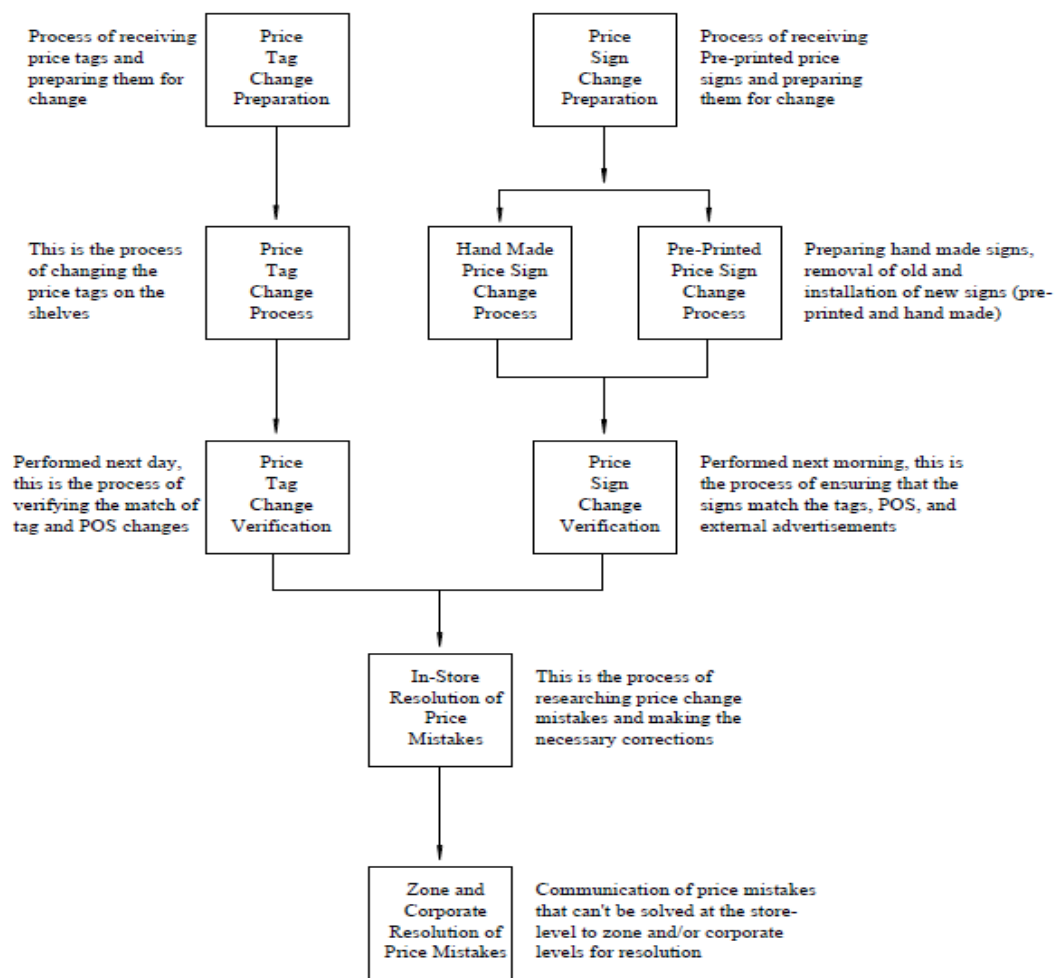 Process of receiving
price tags and
preparing them for
change
Price
Tag
Change
Preparation
Price
Sign
Change
Preparation
Process of receiving
Pre-printed price
signs and preparing
them for change
This is the process
of changing the
price tags on the
shelves
Price
Tag
Change
Process
Hand Made
Price Sign
Change
Process
Pre-Printed
Price Sign
Change
Process
Preparing hand made signs,
removal of old and
installation of new signs (pre-
printed and hand made)
Performed next day,
this is the process of
verifying the match of
tag and POS changes
Price
Tag
Change
Verification
Price
Sign
Change
Verification
Performed next morning, this is
the process of ensuring that the
signs match the tags, POS, and
external advertisements
In-Store
Resolution of
Price
Mistakes
This is the process of
researching price change
mistakes and making the
necessary corrections
Zone and
Corporate
Resolution of
Price Mistakes
Communication of price mistakes
that can't be solved at the store-
level to zone and/or corporate
levels for resolution